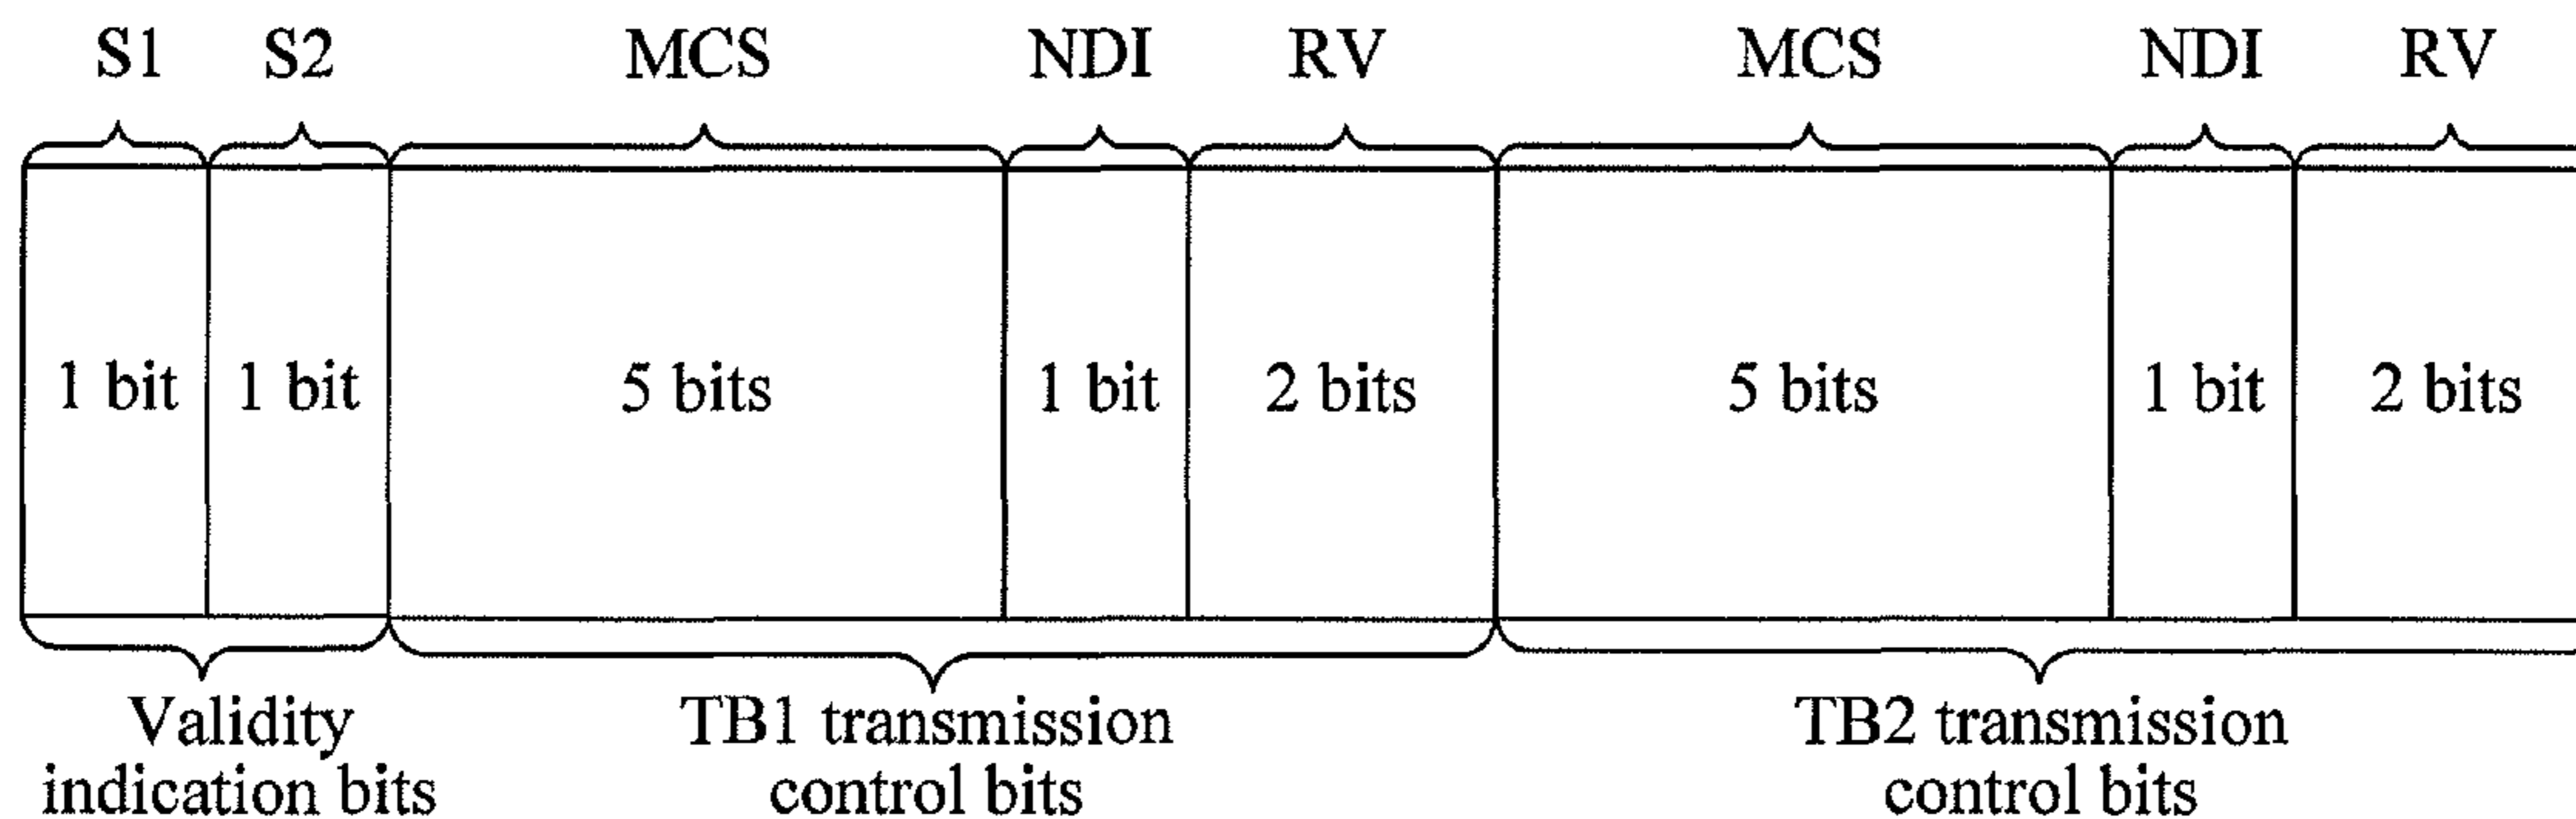 S1 S2 MCS NDI RV MCS NDI RV
1 bit 1 bit 5 bits 1 bit 2 bits 5 bits 1 bit 2 bits
Validity
indication bits
TB1 transmission
control bits
TB2 transmission
control bits